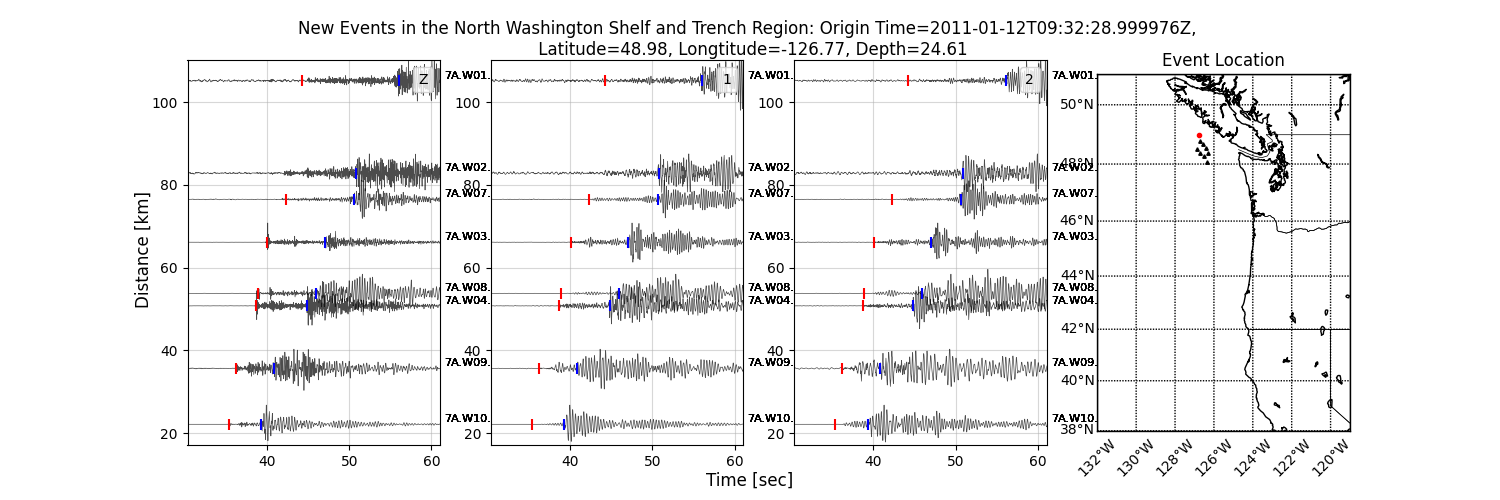 New Events in the North Washington Shelf and Trench Region: Origin Time=2011-01-12T09:32:28.999976Z,
Latitude=48.98, Longtitude=-126.77, Depth=24.61
Distance [km]
100
80
60
40
20
Z
7A.W01.
7A.W02.
7A.W07.
7A.W03.
7A.W08.
7A.W04.
7A.W09.
7A.W10.
40 50 60
100
80
60
40
20
1
7A.W01.
7A.W02.
7A.W07.
7A.W03.
7A.W08.
7A.W04.
7A.W09.
7A.W10.
40 50 60
Time [sec]
100
80
60
40
20
2
7A.W01.
7A.W02.
7A.W07.
7A.W03.
7A.W08.
7A.W04.
7A.W09.
7A.W10.
40 50 60
Event Location
50°N
48°N
46°N
44°N
42°N
40°N
38°N
132°W 130°W 128°W 126°W 124°W 122°W 120°W